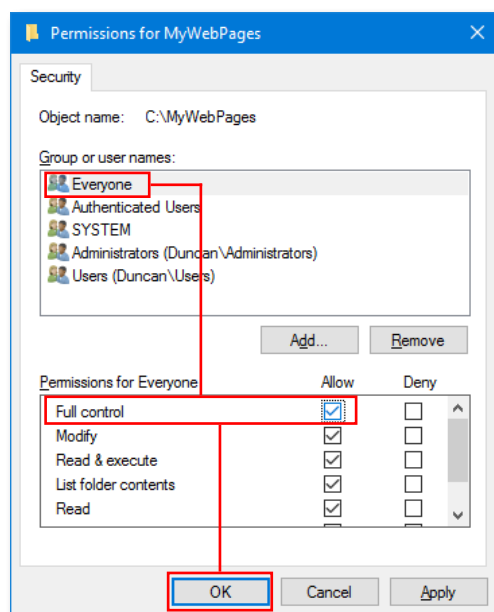 Permissions for MyWebPages
Security
Object name: C:\MyWebPages
Group or user names:
Everyone
Authenticated Users
SYSTEM
Administrators (Duncan\Administrators)
Users (Duncan\Users)
Add... Remove
Permissions for Everyone Allow Deny
Full control
Modify
Read & execute
List folder contents
Read
OK Cancel Apply